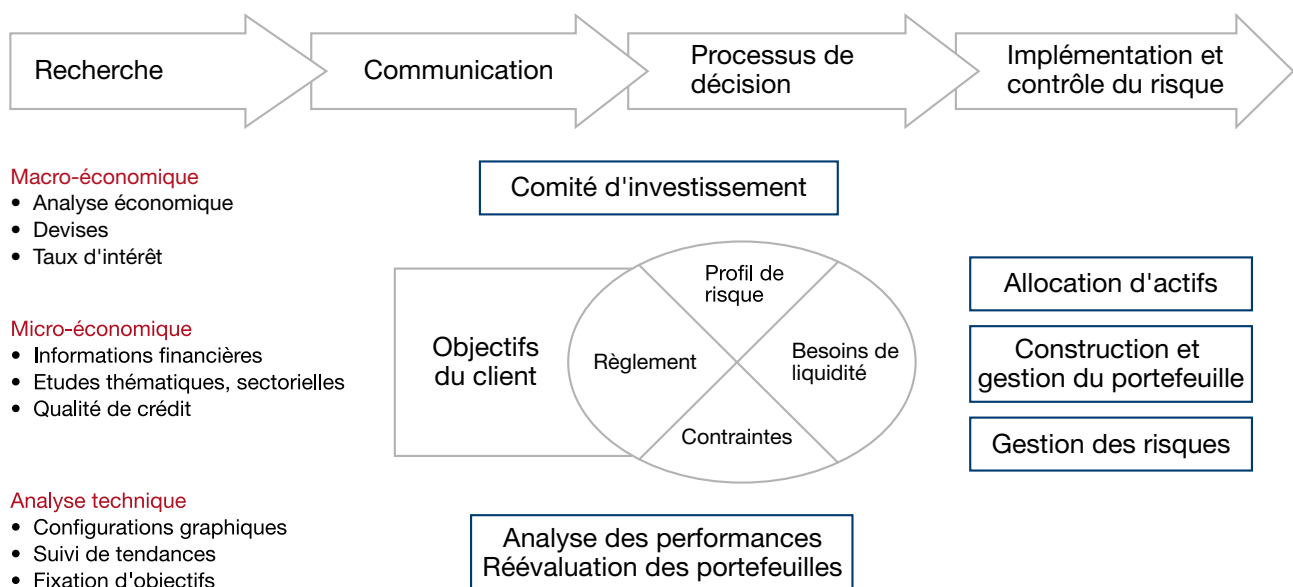 Recherche
Communication
Processus de
décision
Implémentation et
contrôle du risque
Macro-économique
• Analyse économique
• Devises
• Taux d'intérêt
Micro-économique
• Informations financières
• Etudes thématiques, sectorielles
• Qualité de crédit
Analyse technique
• Configurations graphiques
• Suivi de tendances
• Fixation d'objectifs
Comité d'investissement
Objectifs
du client
Profil de
risque
Règlement
Besoins de
liquidité
Contraintes
Analyse des performances
Réévaluation des portefeuilles
Allocation d'actifs
Construction et
gestion du portefeuille
Gestion des risques